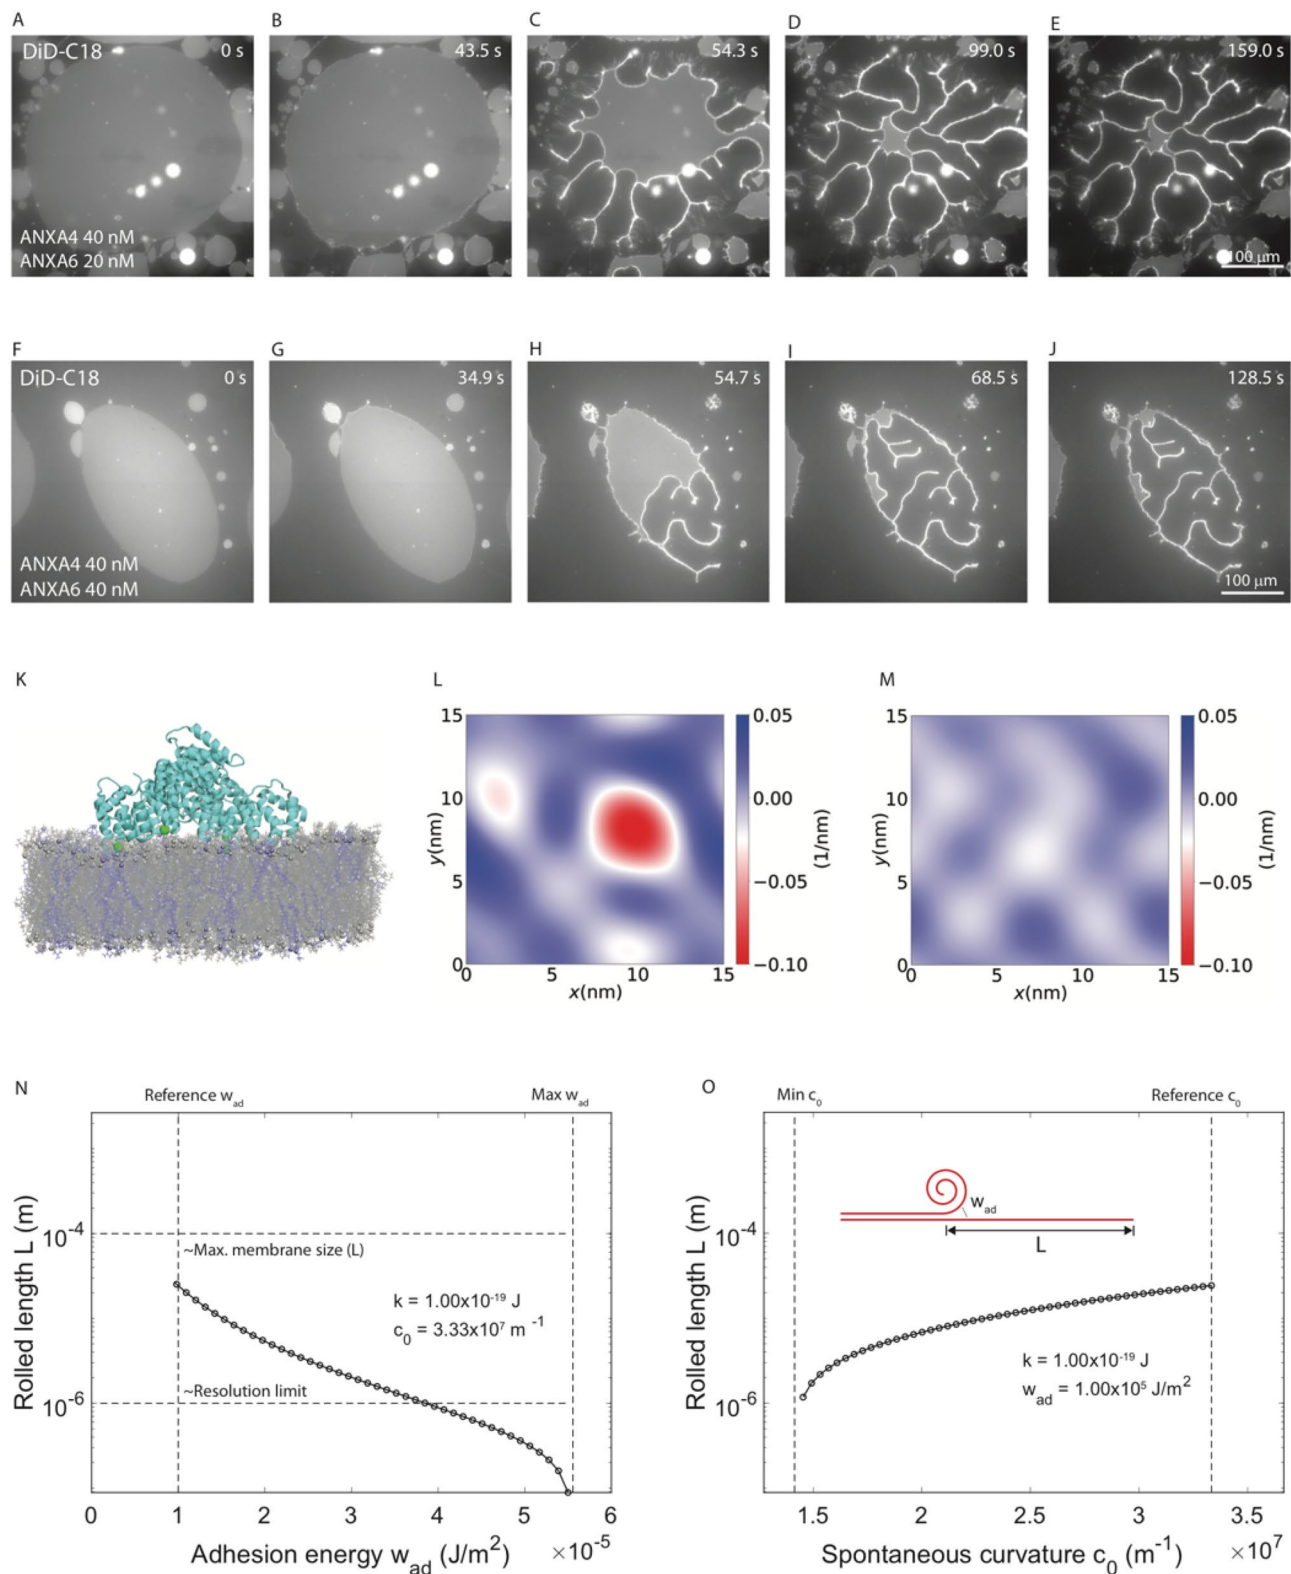 A
B
C
D
E
DiD-C18
0 s
43.5 s
54.3 s
99.0 s
159.0 s
ANXA4 40 nM
ANXA6 20 nM
100 µm
F
G
H
I
J
DiD-C18
0 s
34.9 s
54.7 s
68.5 s
128.5 s
ANXA4 40 nM
ANXA6 40 nM
100 µm
K
L
M
15
10
5
0
y(nm)
0 5 10 15
x(nm)
0.05
0.00
−0.05
−0.10
(1/nm)
15
10
5
0
y(nm)
0 5 10 15
x(nm)
0.05
0.00
−0.05
−0.10
(1/nm)
N
Reference w_ad
Max w_ad
Rolled length L (m)
10^-4
~Max. membrane size (L)
k = 1.00x10^-19 J
c_0 = 3.33x10^7 m^-1
~Resolution limit
10^-6
0 1 2 3 4 5 6
Adhesion energy w_ad (J/m^2)
×10^-5
O
Min c_0
Reference c_0
Rolled length L (m)
w_ad
10^-4
L
k = 1.00x10^-19 J
w_ad = 1.00x10^5 J/m^2
10^-6
1.5 2 2.5 3 3.5
Spontaneous curvature c_0 (m^-1)
×10^7